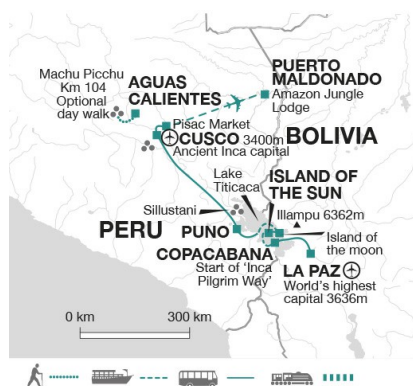 Machu Picchu
Km 104
Optional
day walk
AGUAS
CALIENTES
PUERTO
MALDONADO
Amazon Jungle
Lodge
Pisac Market
CUSCO 3400m
Ancient Inca capital
BOLIVIA
Lake
Titicaca
ISLAND OF
THE SUN
Sillustani
Illampu 6362m
PERU
PUNO
Island of
the moon
COPACABANA
Start of 'Inca
Pilgrim Way'
LA PAZ
World's highest
capital 3636m
0 km
300 km